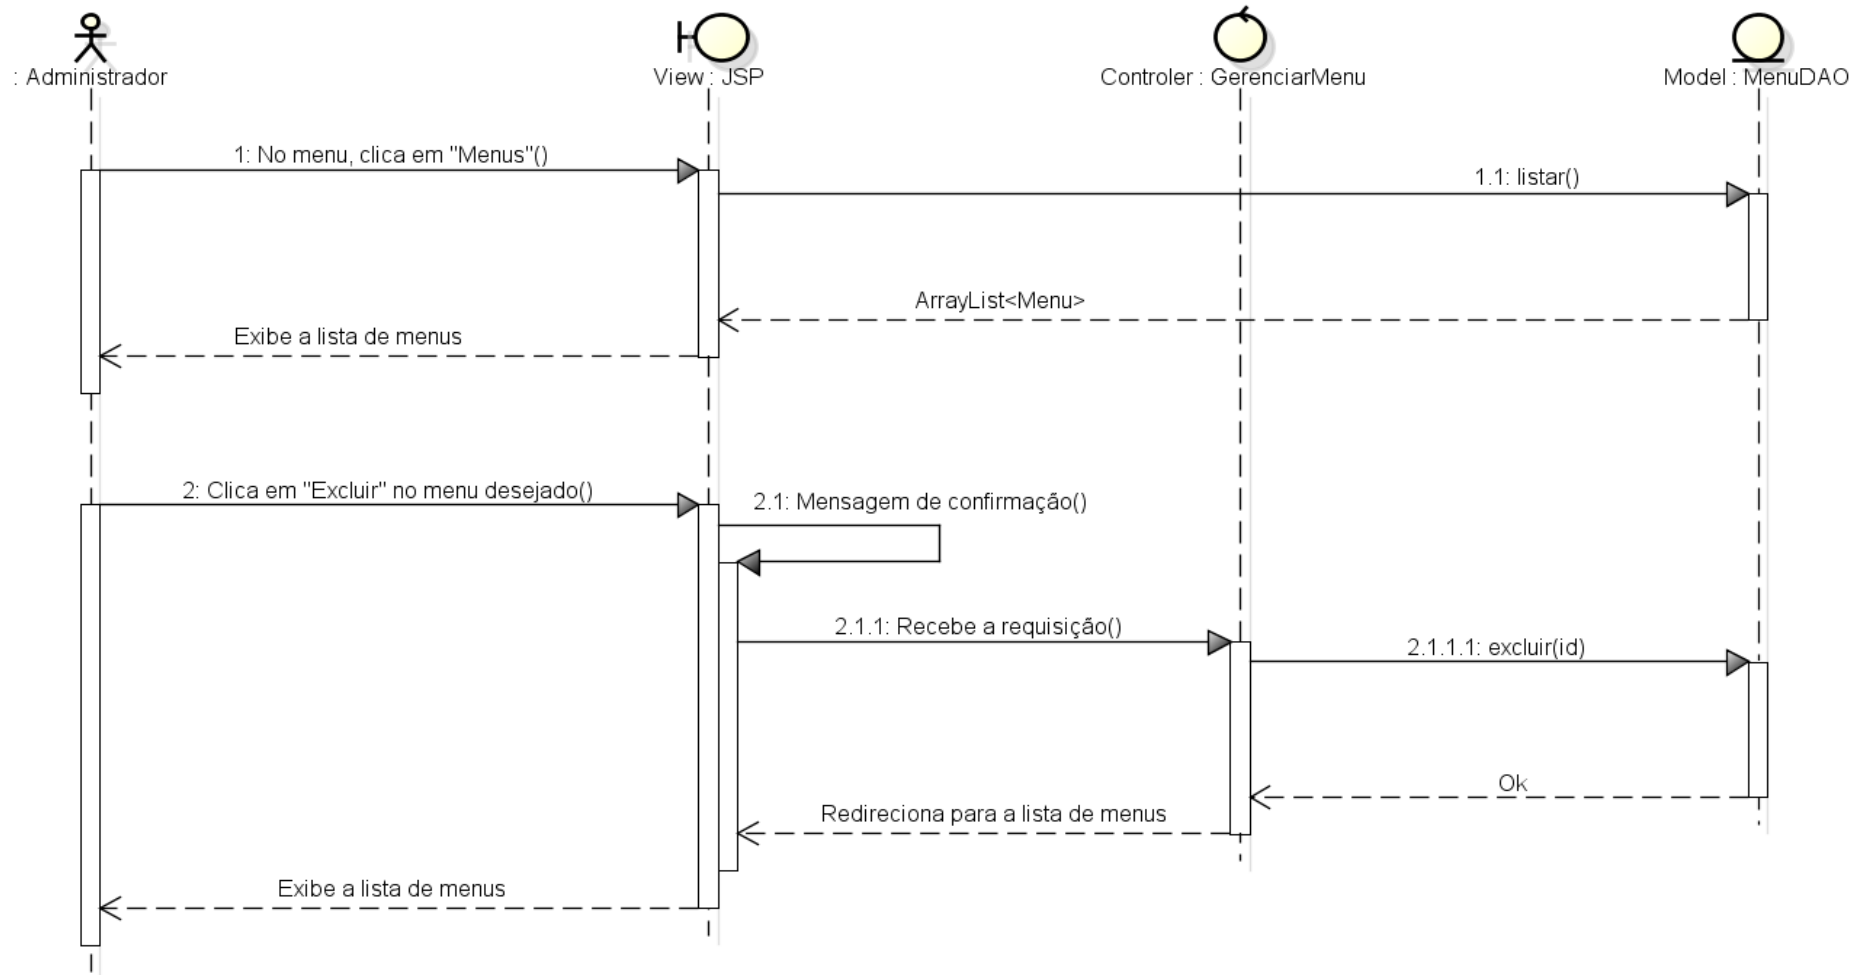 : Administrador
View : JSP
Controler : GerenciarMenu
Model : MenuDAO
1: No menu, clica em "Menus"()
1.1: listar()
ArrayList<Menu>
Exibe a lista de menus
2: Clica em "Excluir" no menu desejado()
2.1: Mensagem de confirmação()
2.1.1: Recebe a requisição()
2.1.1.1: excluir(id)
Ok
Redireciona para a lista de menus
Exibe a lista de menus